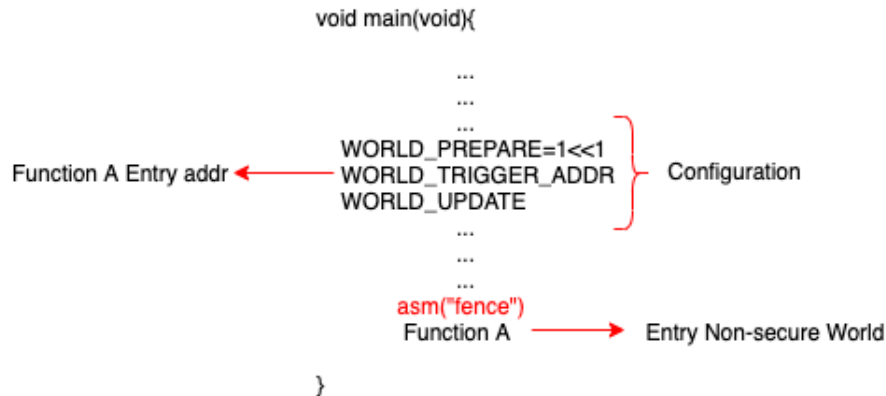 void main(void){
...
...
...
WORLD_PREPARE=1<<1
Function A Entry addr
WORLD_TRIGGER_ADDR
Configuration
WORLD_UPDATE
...
...
...
asm("fence")
Function A
Entry Non-secure World
}